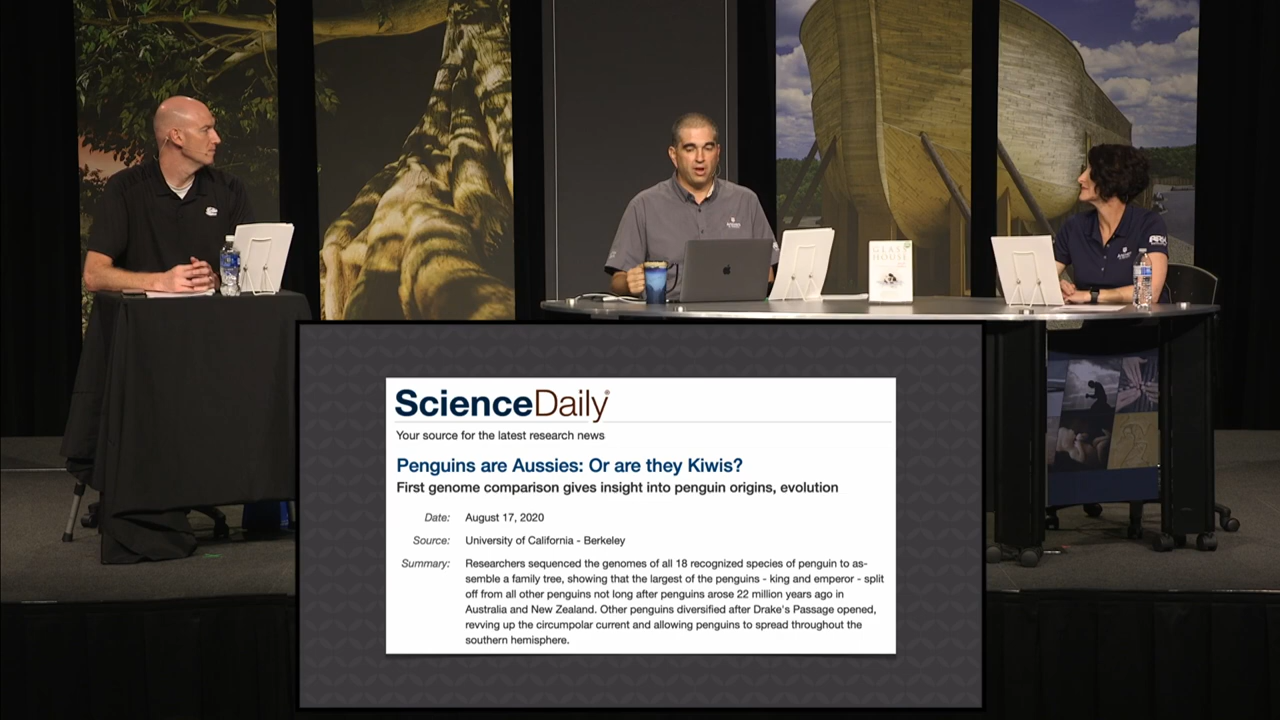 GLASS
HOUSE
ARK
ScienceDaily®
Your source for the latest research news
Penguins are Aussies: Or are they Kiwis?
First genome comparison gives insight into penguin origins, evolution
Date: August 17, 2020
Source: University of California - Berkeley
Summary: Researchers sequenced the genomes of all 18 recognized species of penguin to as-
semble a family tree, showing that the largest of the penguins - king and emperor - split
off from all other penguins not long after penguins arose 22 million years ago in
Australia and New Zealand. Other penguins diversified after Drake's Passage opened,
revving up the circumpolar current and allowing penguins to spread throughout the
southern hemisphere.